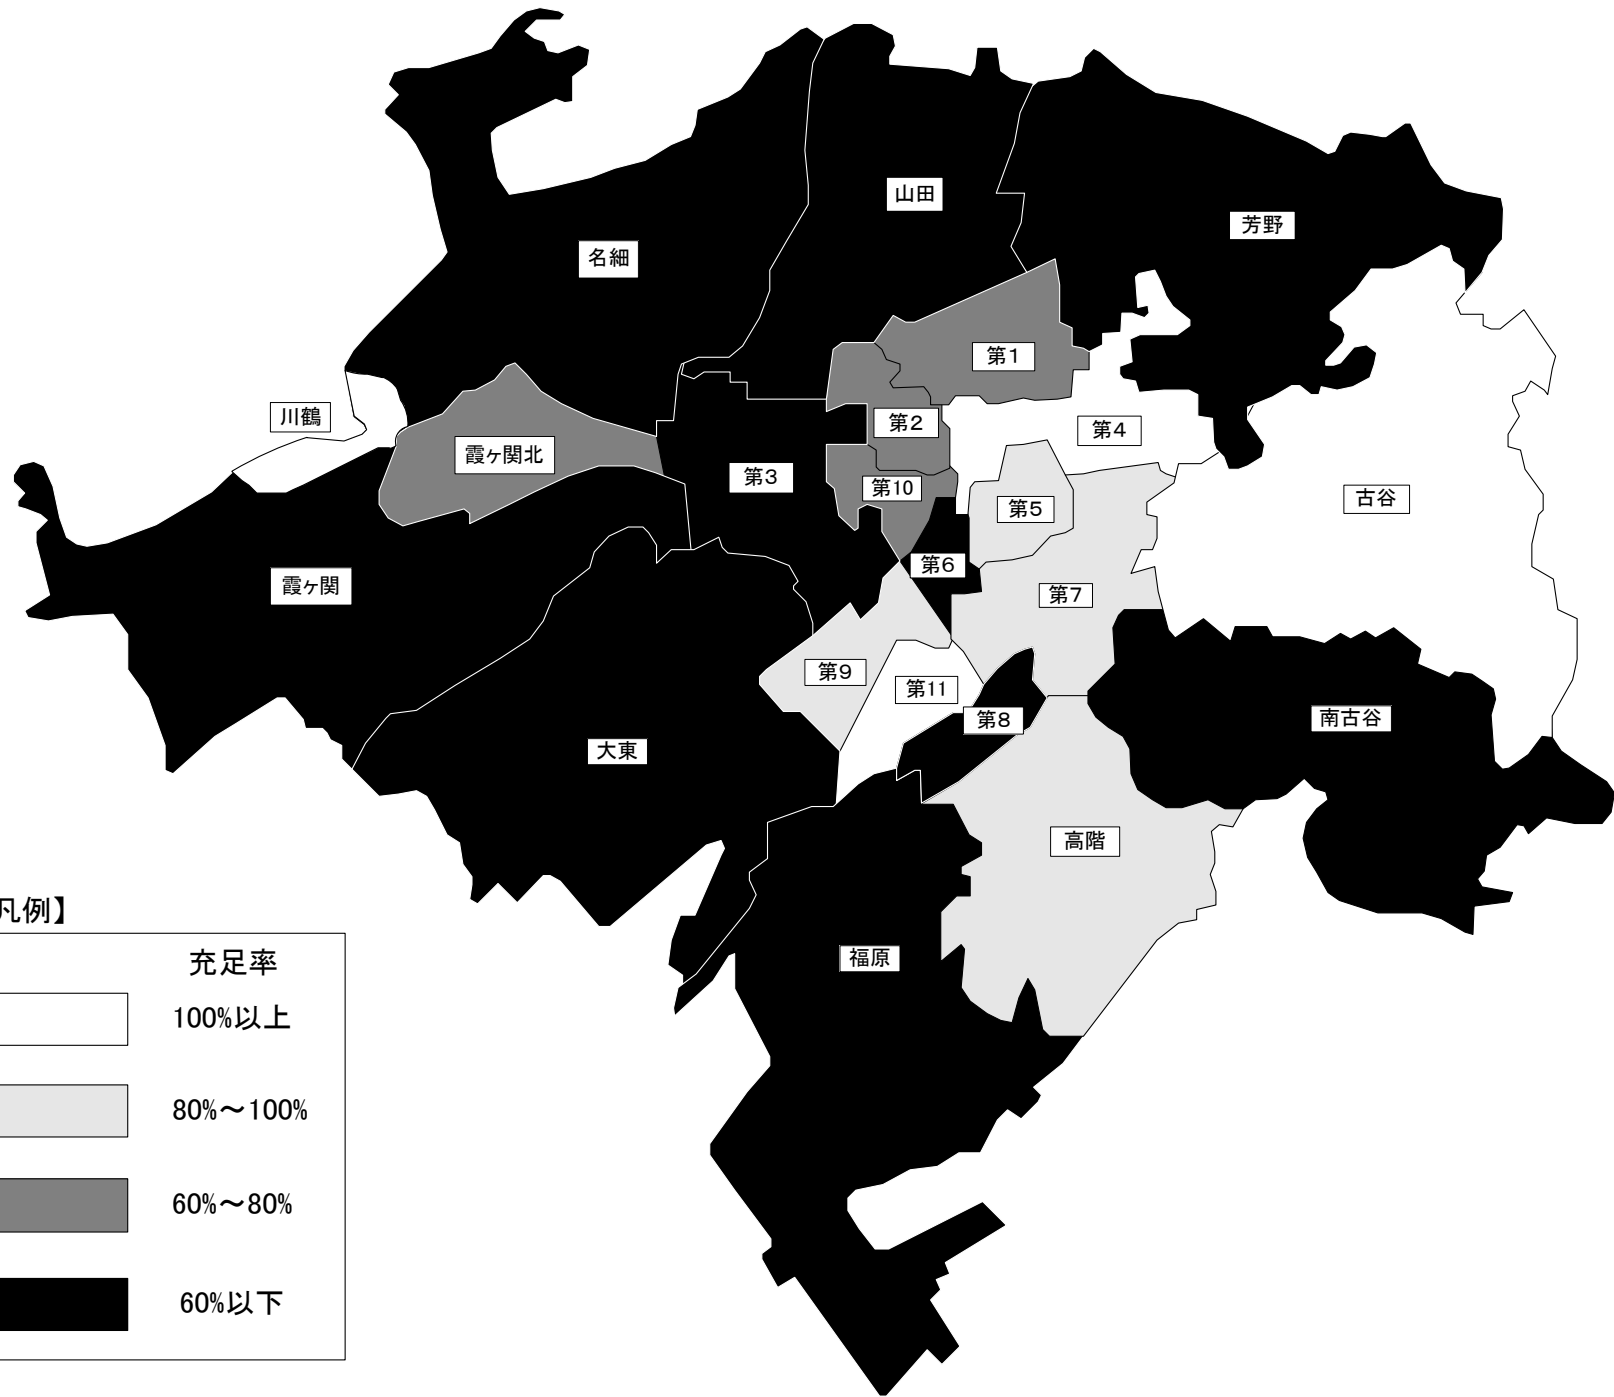 山田
芳野
名細
第1
川鶴
第2
第4
霞ヶ関北
第3
第10
古谷
第5
第6
霞ヶ関
第7
第9
第11
第8
南古谷
大東
高階
福原
凡例】
充足率
100%以上
80%～100%
60%～80%
60%以下